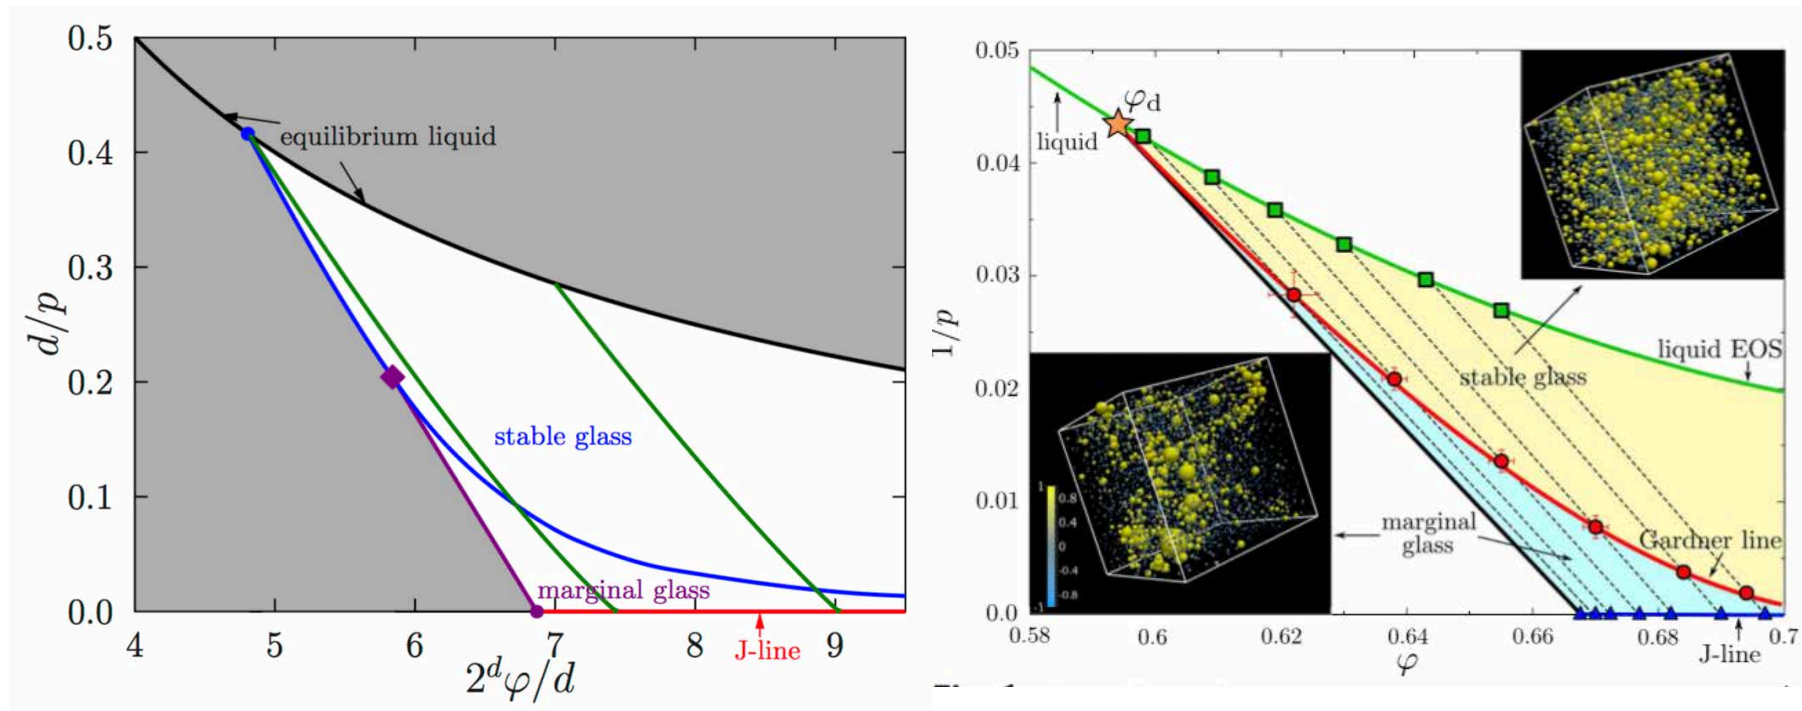 0.5
0.4
0.3
0.2
0.1
0.0
d/p
4
5
6
7
8
9
2^dφ/d
equilibrium liquid
stable glass
marginal glass
J-line
0.05
0.04
0.03
0.02
0.01
0.0
1/p
0.58
0.6
0.62
0.64
0.66
0.68
0.7
φ
φ_d
liquid
liquid EOS
stable glass
Gardner line
marginal
glass
J-line
1
0.8
0.4
0
-0.4
-0.8
-1